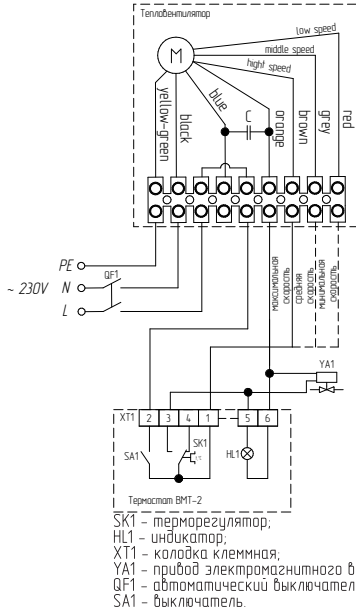 Тепловентилятор
low speed
middle speed
hight speed
M
C
yellow-green
black
blue
orange
brown
grey
red
PE
~ 230V
QF1
N
L
максимальная
скорость
средняя
скорость
минимальная
скорость
YA1
XT1
2
3
4
1
5
6
SA1
SK1
HL1
Термостат ВМТ-2
SK1 – терморегулятор;
HL1 – индикатор;
XT1 – колодка клеммная;
YA1 – привод электромагнитного в
QF1 – автоматический выключател
SA1 – выключатель.